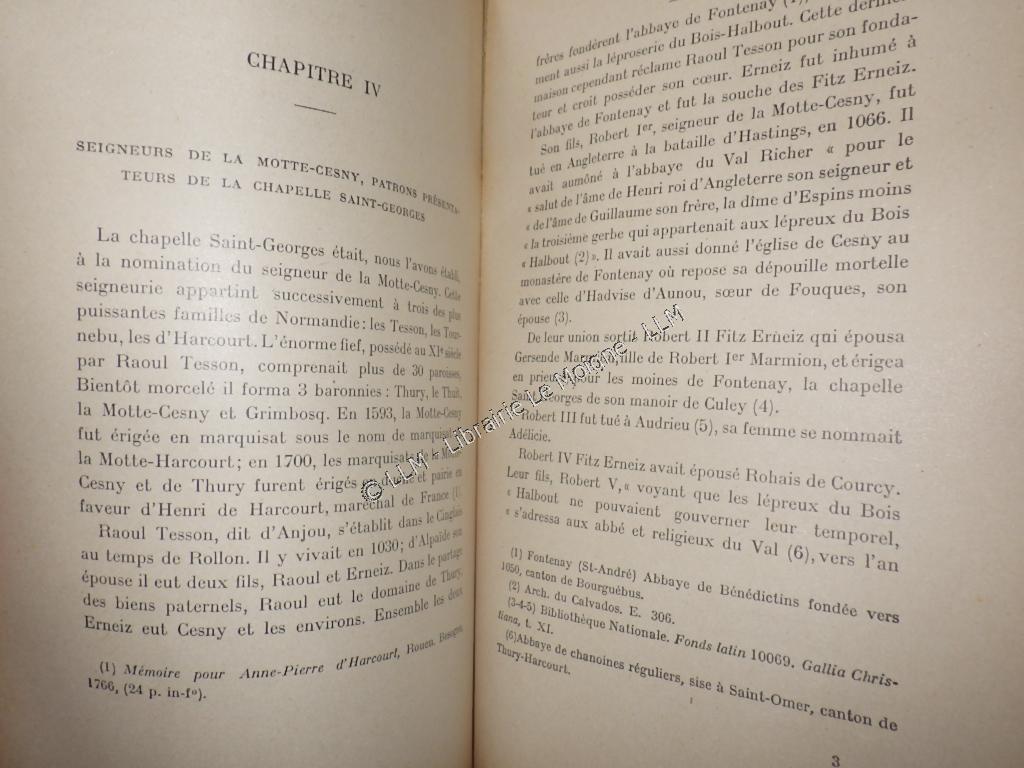 CHAPITRE IV
SEIGNEURS DE LA MOTTE-CESNY, PATRONS PRÉSENTA-
TEURS DE LA CHAPELLE SAINT-GEORGES
La chapelle Saint-Georges était, nous l'avons établi,
à la nomination du seigneur de la Motte-Cesny. Cette
seigneurie appartint successivement à trois des plus
puissantes familles de Normandie : les Tesson, les Tour-
nebu, les d'Harcourt. L'énorme fief, possédé au XIe siècle
par Raoul Tesson, comprenait plus de 30 paroisses.
Bientôt morcelé il forma 3 baronnies : Thury, le Thuit,
la Motte-Cesny et Grimbosq. En 1593, la Motte-Cesny
fut érigée en marquisat sous le nom de marquisat de
la Motte-Harcourt ; en 1700, les marquisats de la Motte-
Cesny et de Thury furent érigés en duché et pairie en
faveur d'Henri de Harcourt, maréchal de France (1).
Raoul Tesson, dit d'Anjou, s'établit dans le Cinglais
au temps de Rollon. Il y vivait en 1030 ; d'Alpaïde son
épouse il eut deux fils, Raoul et Erneiz. Dans le partage
des biens paternels, Raoul eut le domaine de Thury,
Erneiz eut Cesny et les environs. Ensemble les deux
(1) Mémoire pour Anne-Pierre d'Harcourt, Rouen. Besogne,
1766, (24 p. in-fº).
frères fondèrent l'abbaye de Fontenay (1),
ment aussi la léproserie du Bois-Halbout. Cette dernière
maison cependant réclame Raoul Tesson pour son fonda-
teur et croit posséder son cœur. Erneiz fut inhumé à
l'abbaye de Fontenay et fut la souche des Fitz Erneiz.
Son fils, Robert Ier, seigneur de la Motte-Cesny, fut
tué en Angleterre à la bataille d'Hastings, en 1066. Il
avait aumôné à l'abbaye du Val Richer « pour le
« salut de l'âme de Henri roi d'Angleterre son seigneur et
« de l'âme de Guillaume son frère, la dîme d'Espins moins
« la troisième gerbe qui appartenait aux lépreux du Bois
« Halbout (2) ». Il avait aussi donné l'église de Cesny au
monastère de Fontenay où repose sa dépouille mortelle
avec celle d'Hadvise d'Aunou, sœur de Fouques, son
épouse (3).
De leur union sortit Robert II Fitz Erneiz qui épousa
Gersende Marmion, fille de Robert Ier Marmion, et érigea
en prieuré pour les moines de Fontenay, la chapelle
Saint-Georges de son manoir de Culey (4).
Robert III fut tué à Audrieu (5), sa femme se nommait
Adélicie.
Robert IV Fitz Erneiz avait épousé Rohais de Courcy.
Leur fils, Robert V, « voyant que les lépreux du Bois
« Halbout ne pouvaient gouverner leur temporel,
« s'adressa aux abbé et religieux du Val (6), vers l'an
(1) Fontenay (St-André) Abbaye de Bénédictins fondée vers
1050, canton de Bourguébus.
(2) Arch. du Calvados. E. 306.
(3-4-5) Bibliothèque Nationale. Fonds latin 10069. Gallia Chris-
tiana, t. XI.
(6) Abbaye de chanoines réguliers, sise à Saint-Omer, canton de
Thury-Harcourt.
3
© LLM - Librairie Le Moigne - LLM